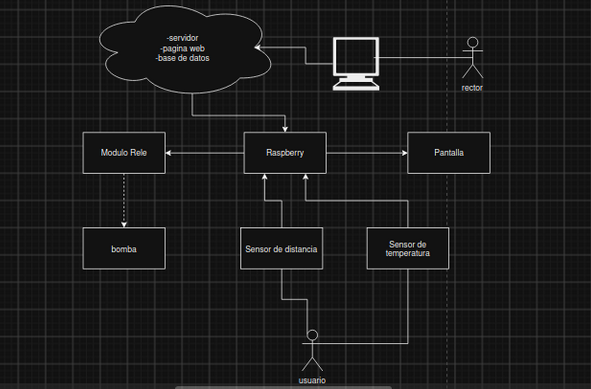 -servidor
-pagina web
-base de datos
rector
Modulo Rele
Raspberry
Pantalla
bomba
Sensor de distancia
Sensor de
temperatura
usuario